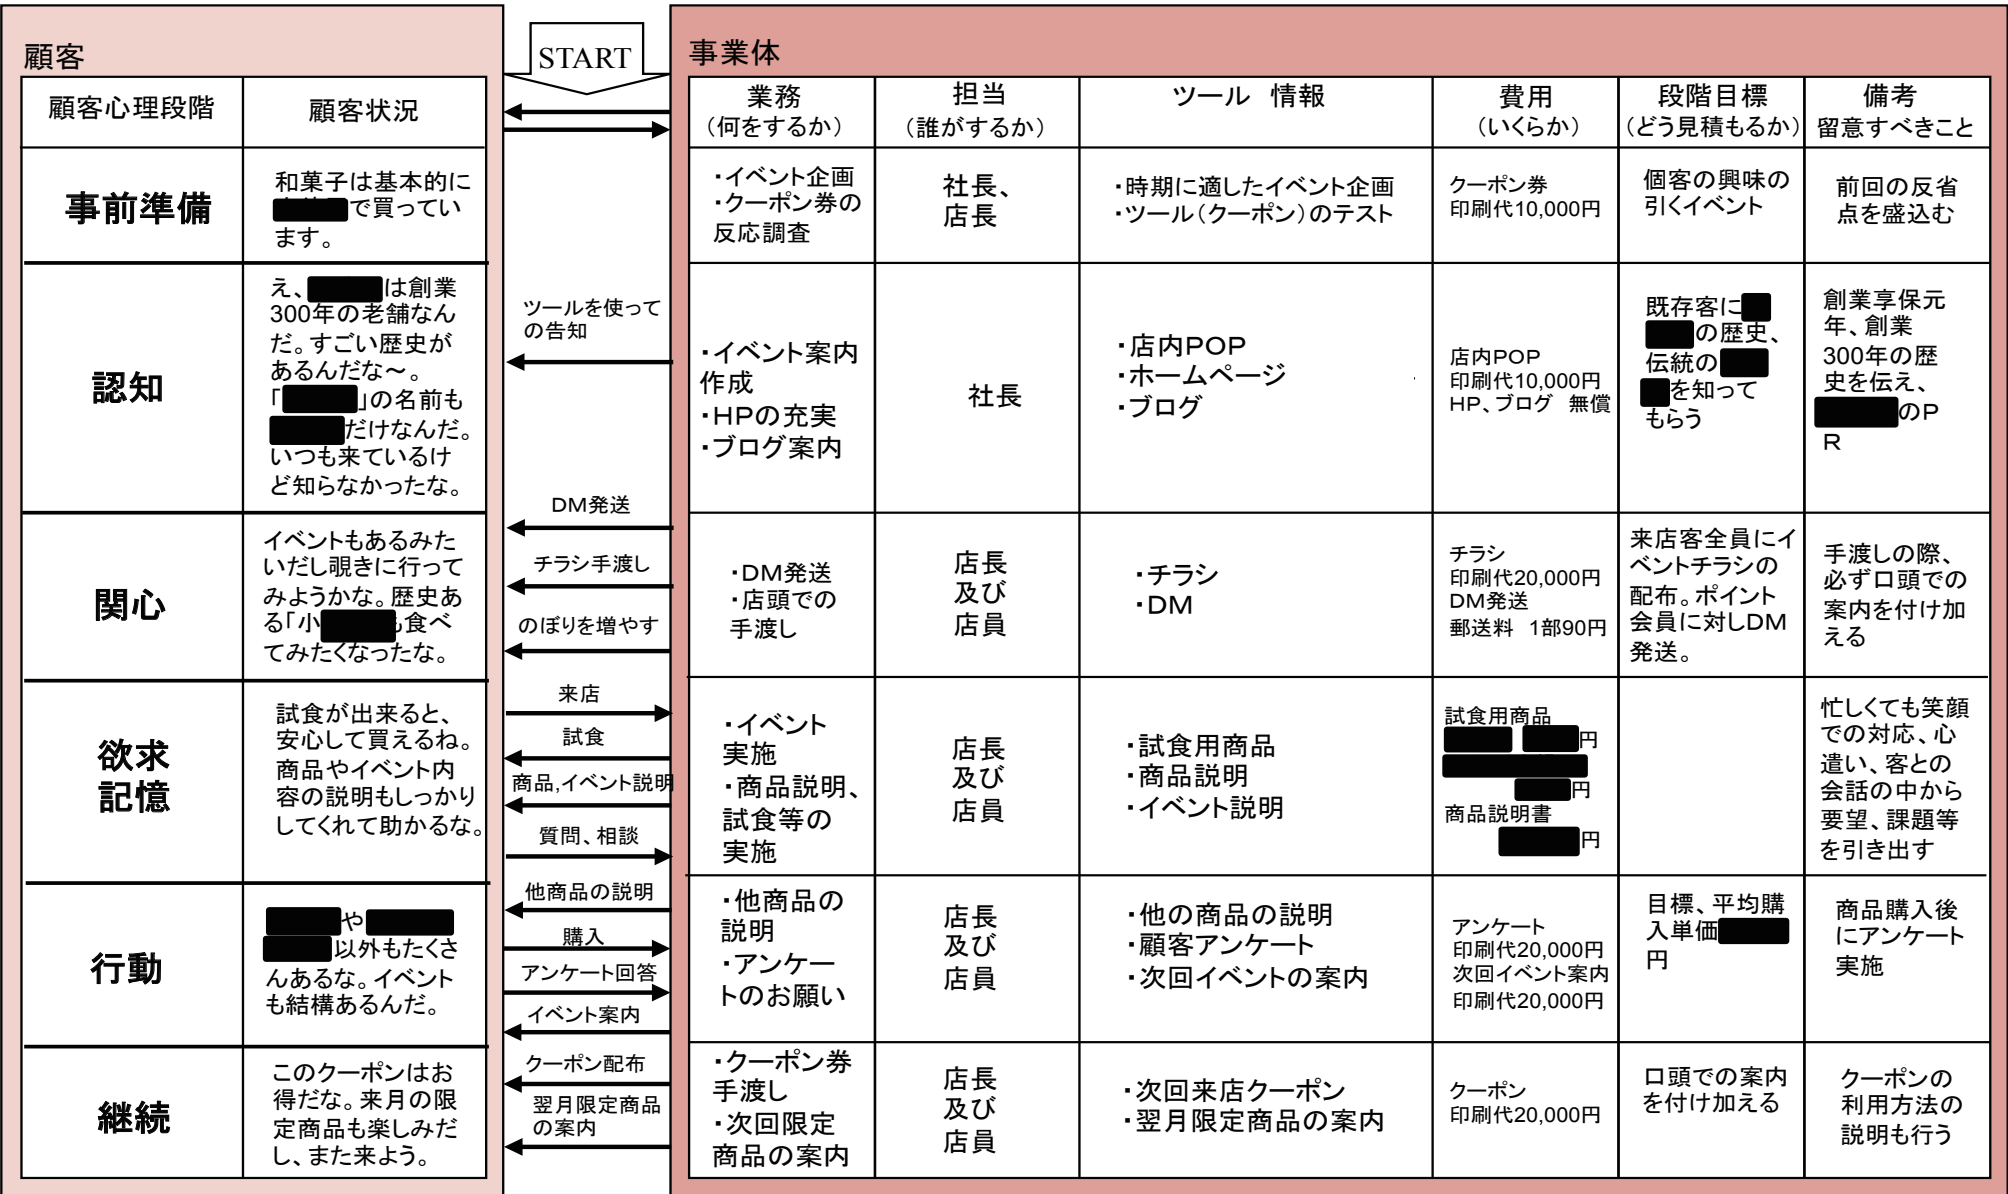 顧客
START
事業体
顧客心理段階
顧客状況
業務
(何をするか)
担当
(誰がするか)
ツール 情報
費用
(いくらか)
段階目標
(どう見積もるか)
備考
留意すべきこと
事前準備
和菓子は基本的に
で買ってい
ます。
・イベント企画
・クーポン券の
反応調査
社長、
店長
・時期に適したイベント企画
・ツール(クーポン)のテスト
クーポン券
印刷代10,000円
個客の興味の
引くイベント
前回の反省
点を盛込む
認知
え、 は創業
300年の老舗なん
だ。すごい歴史が
あるんだな～。
「 」の名前も
だけなんだ。
いつも来ているけ
ど知らなかったな。
ツールを使って
の告知
・イベント案内
作成
・HPの充実
・ブログ案内
社長
・店内POP
・ホームページ
・ブログ
店内POP
印刷代10,000円
HP、ブログ 無償
既存客に
の歴史、
伝統の
を知って
もらう
創業享保元
年、創業
300年の歴
史を伝え、
のP
R
関心
イベントもあるみた
いだし覗きに行って
みようかな。歴史あ
る「小 も食べ
てみたくなったな。
DM発送
チラシ手渡し
のぼりを増やす
・DM発送
・店頭での
手渡し
店長
及び
店員
・チラシ
・DM
チラシ
印刷代20,000円
DM発送
郵送料 1部90円
来店客全員にイ
ベントチラシの
配布。ポイント
会員に対しDM
発送。
手渡しの際、
必ず口頭での
案内を付け加
える
欲求
記憶
試食が出来ると、
安心して買えるね。
商品やイベント内
容の説明もしっかり
してくれて助かるな。
来店
試食
商品,イベント説明
質問、相談
・イベント
実施
・商品説明、
試食等の
実施
店長
及び
店員
・試食用商品
・商品説明
・イベント説明
試食用商品
円
円
商品説明書
円
忙しくても笑顔
での対応、心
遣い、客との
会話の中から
要望、課題等
を引き出す
行動
や
以外もたくさ
んあるな。イベント
も結構あるんだ。
他商品の説明
購入
アンケート回答
イベント案内
・他商品の
説明
・アンケー
トのお願い
店長
及び
店員
・他の商品の説明
・顧客アンケート
・次回イベントの案内
アンケート
印刷代20,000円
次回イベント案内
印刷代20,000円
目標、平均購
入単価
円
商品購入後
にアンケート
実施
継続
このクーポンはお
得だな。来月の限
定商品も楽しみだ
し、また来よう。
クーポン配布
翌月限定商品
の案内
・クーポン券
手渡し
・次回限定
商品の案内
店長
及び
店員
・次回来店クーポン
・翌月限定商品の案内
クーポン
印刷代20,000円
口頭での案内
を付け加える
クーポンの
利用方法の
説明も行う